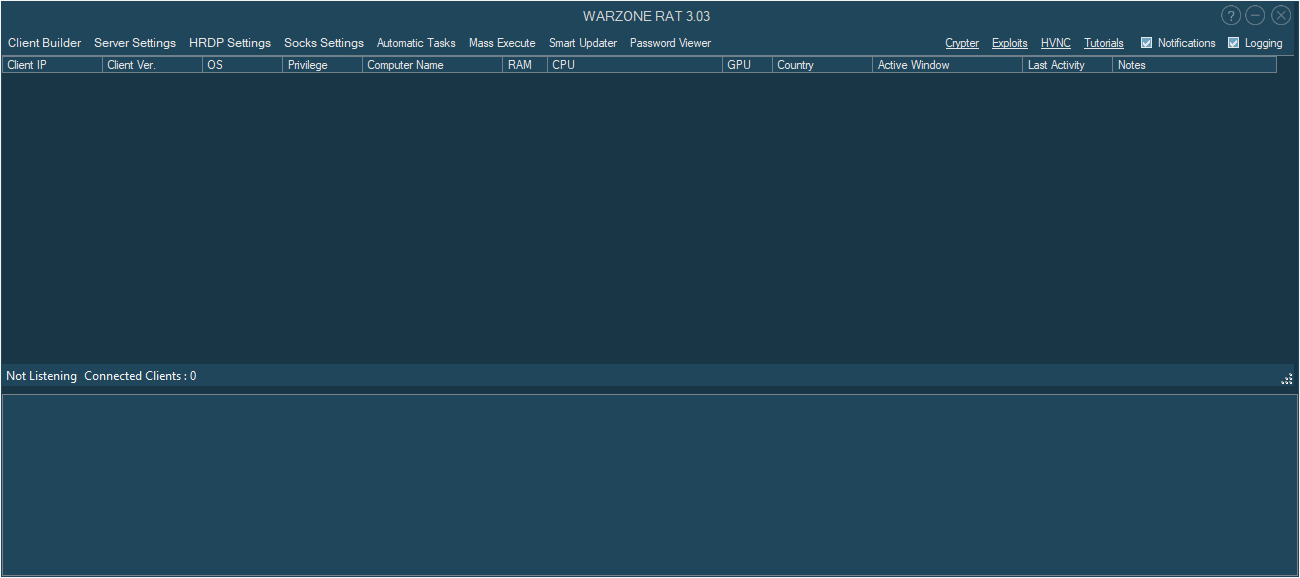 WARZONE RAT 3.03
?
Client Builder Server Settings HRDP Settings Socks Settings Automatic Tasks Mass Execute Smart Updater Password Viewer Crypter Exploits HVNC Tutorials Notifications Logging
Client IP Client Ver. OS Privilege Computer Name RAM CPU GPU Country Active Window Last Activity Notes
Not Listening Connected Clients : 0